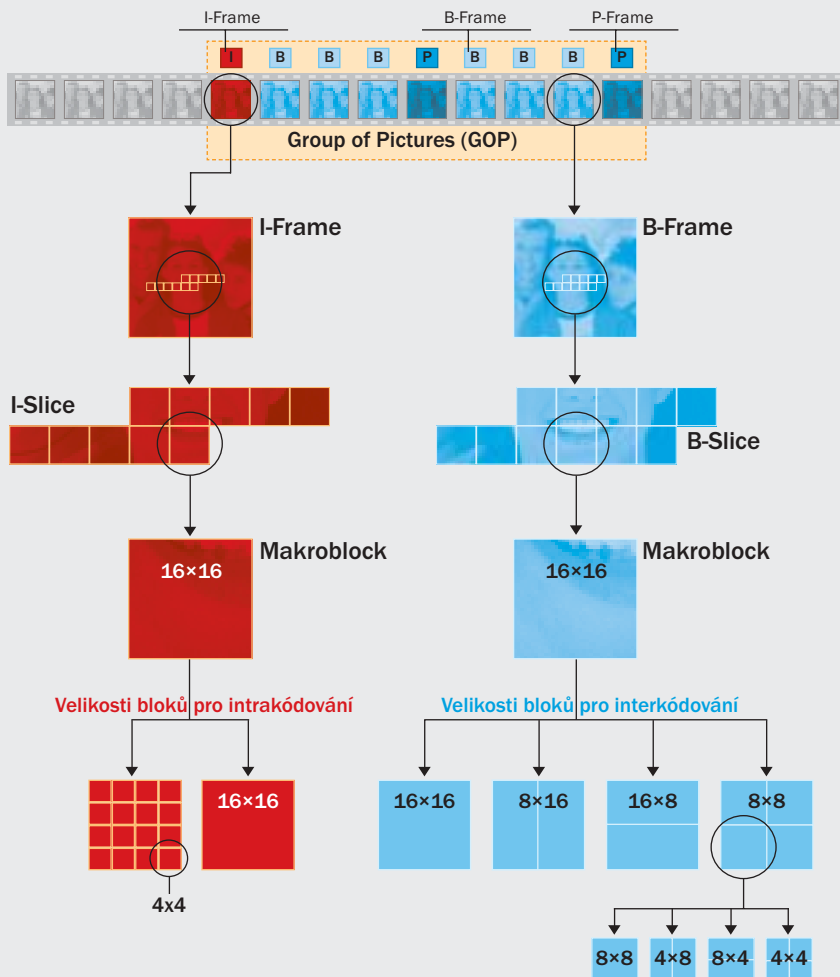 I-Frame B-Frame P-Frame
I B B B P B B B P
Group of Pictures (GOP)
I-Frame B-Frame
I-Slice
B-Slice
Makroblock Makroblock
16×16 16×16
Velikosti bloků pro intrakódování Velikosti bloků pro interkódování
16×16 16×16 8×16 16×8 8×8
4x4
8×8 4×8 8×4 4×4